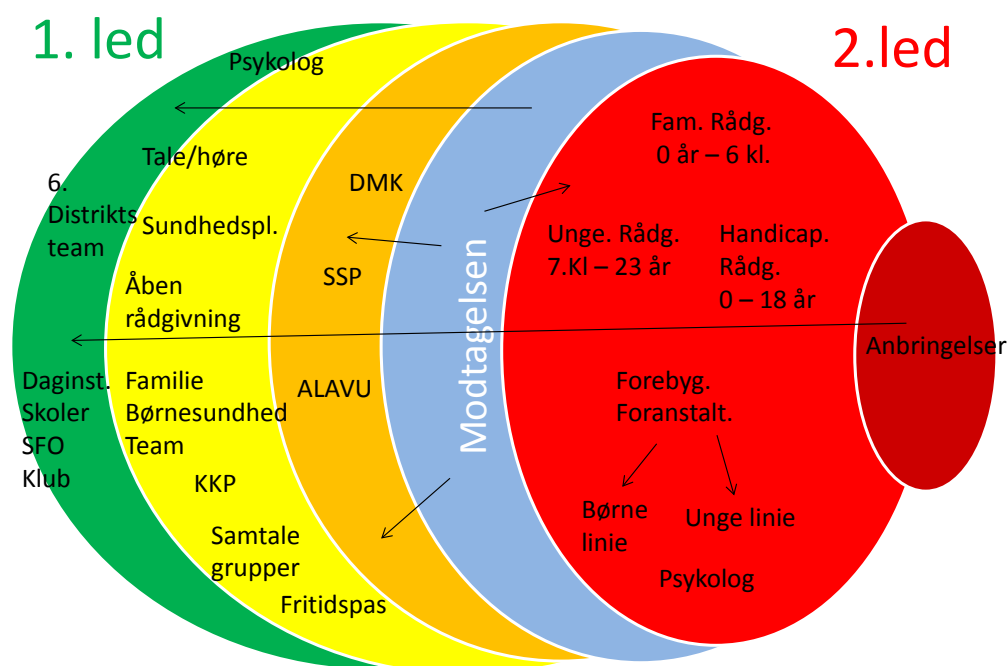 1. led
2.led
Psykolog
Tale/høre
6.
Distrikts
team
Sundhedspl.
Åben
rådgivning
Daginst.
Skoler
SFO
Klub
Familie
Børnesundhed
Team
KKP
Samtale
grupper
Fritidspas
DMK
SSP
ALAVU
Modtagelsen
Fam. Rådg.
0 år – 6 kl.
Unge. Rådg.
7.Kl – 23 år
Handicap.
Rådg.
0 – 18 år
Anbringelser
Forebyg.
Foranstalt.
Børne
linie
Unge linie
Psykolog